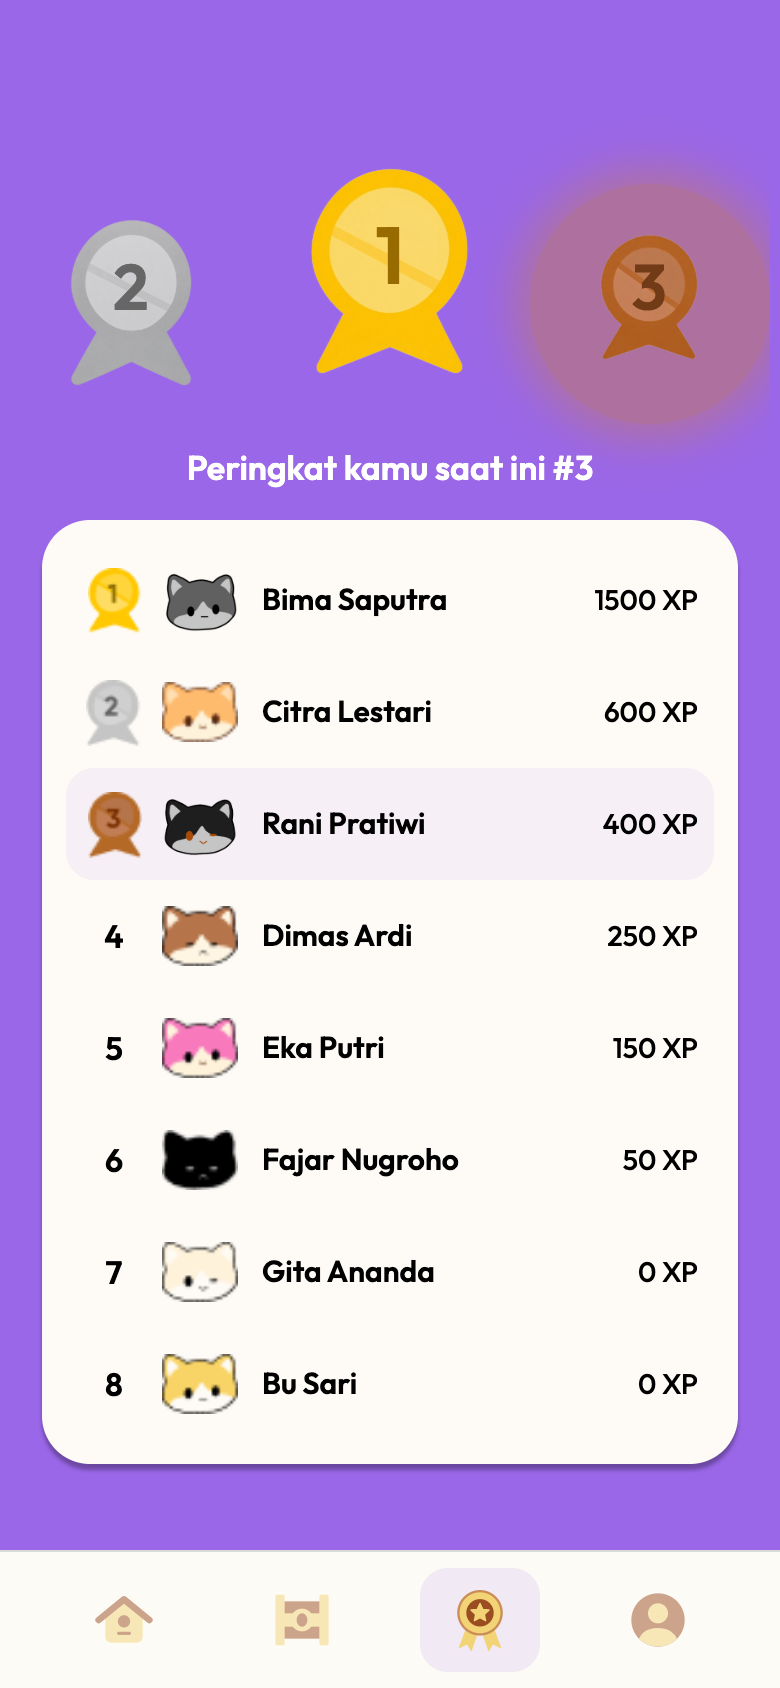 2
1
3
Peringkat kamu saat ini #3
1 Bima Saputra 1500 XP
2 Citra Lestari 600 XP
3 Rani Pratiwi 400 XP
4 Dimas Ardi 250 XP
5 Eka Putri 150 XP
6 Fajar Nugroho 50 XP
7 Gita Ananda 0 XP
8 Bu Sari 0 XP